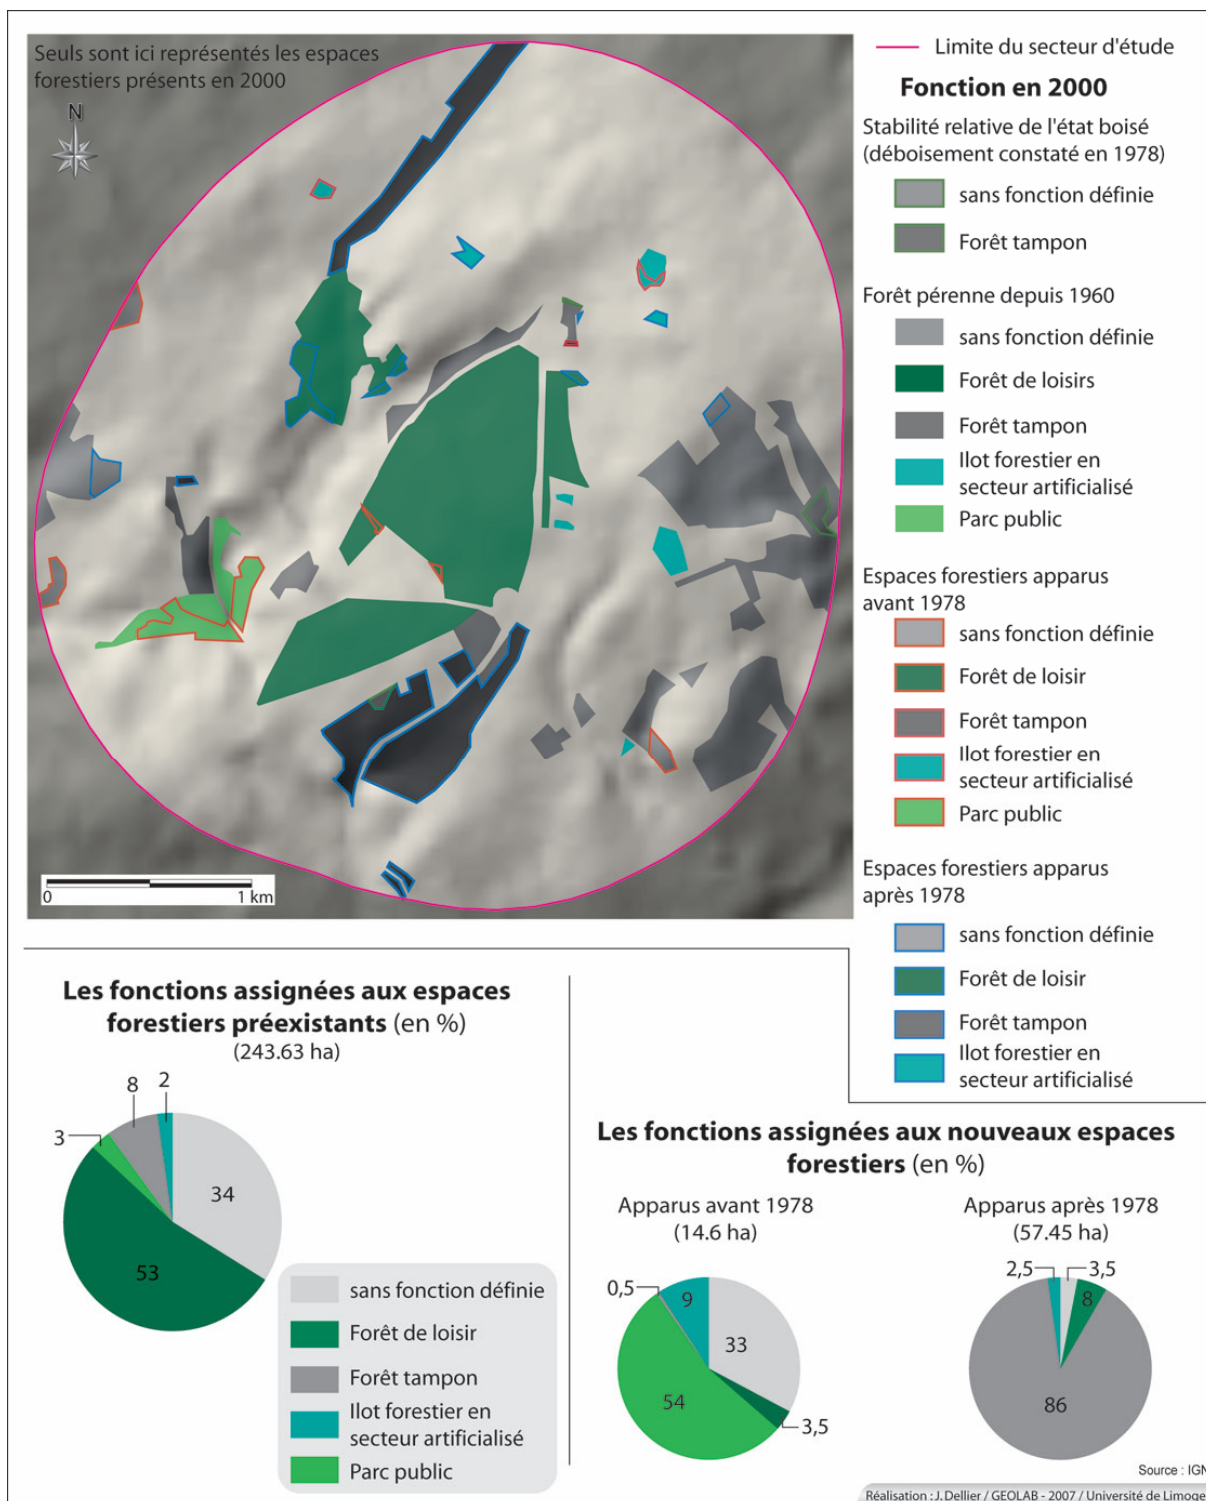 Seuls sont ici représentés les espaces
forestiers présents en 2000
N
0
1 km
Limite du secteur d'étude
Fonction en 2000
Stabilité relative de l'état boisé
(déboisement constaté en 1978)
sans fonction définie
Forêt tampon
Forêt pérenne depuis 1960
sans fonction définie
Forêt de loisirs
Forêt tampon
Ilot forestier en
secteur artificialisé
Parc public
Espaces forestiers apparus
avant 1978
sans fonction définie
Forêt de loisir
Forêt tampon
Ilot forestier en
secteur artificialisé
Parc public
Espaces forestiers apparus
après 1978
sans fonction définie
Forêt de loisir
Forêt tampon
Ilot forestier en
secteur artificialisé
Les fonctions assignées aux espaces
forestiers préexistants (en %)
(243.63 ha)
8
2
3
34
53
sans fonction définie
Forêt de loisir
Forêt tampon
Ilot forestier en
secteur artificialisé
Parc public
Les fonctions assignées aux nouveaux espaces
forestiers (en %)
Apparus avant 1978
(14.6 ha)
0,5
9
33
54
3,5
Apparus après 1978
(57.45 ha)
2,5
3,5
8
86
Source : IGN
Réalisation : J. Dellier / GEOLAB - 2007 / Université de Limoge